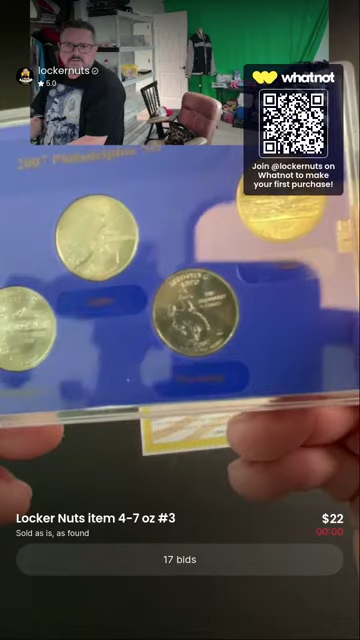 lockernuts
★ 5.0
whatnot
Join @lockernuts on
Whatnot to make
your first purchase!
2007 Philadelphia
Locker Nuts item 4-7 oz #3
$22
Sold as is, as found
00:00
17 bids